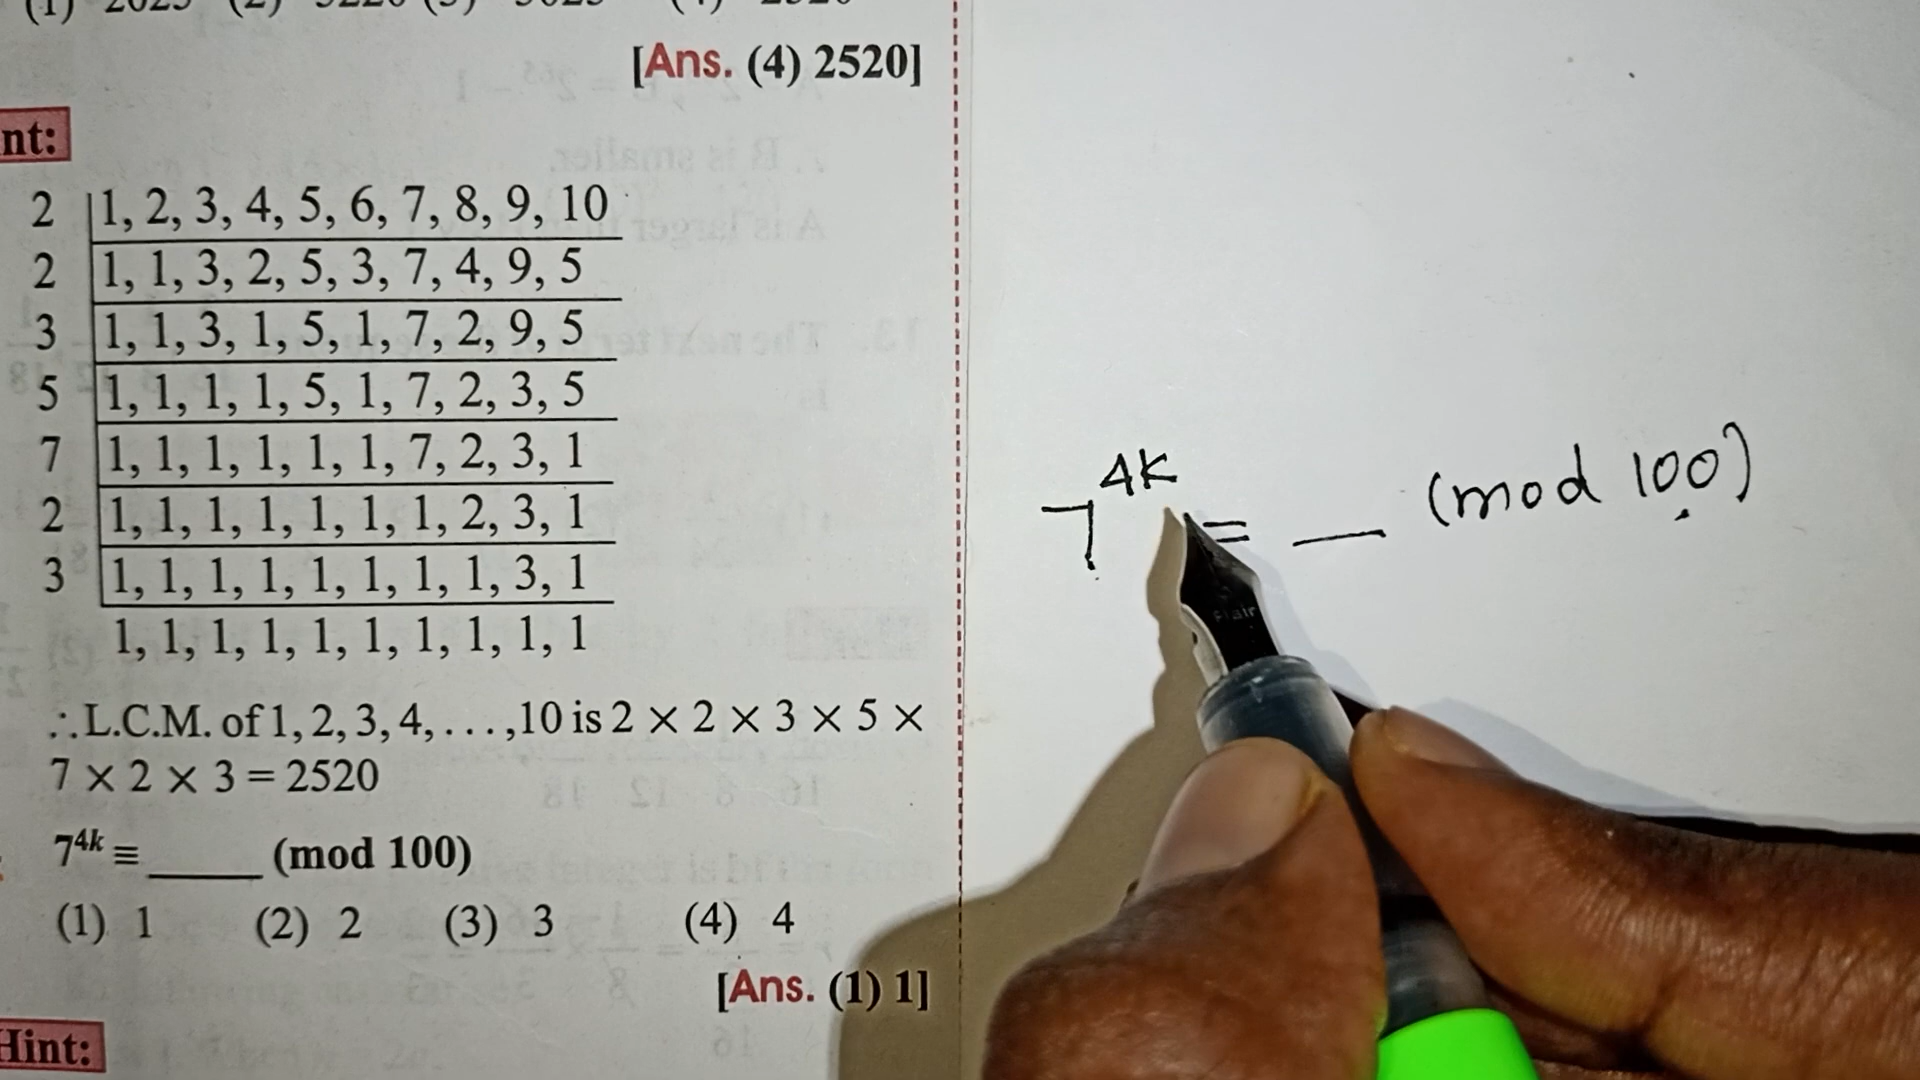 [Ans. (4) 2520]
nt:
2 1, 2, 3, 4, 5, 6, 7, 8, 9, 10
2 1, 1, 3, 2, 5, 3, 7, 4, 9, 5
3 1, 1, 3, 1, 5, 1, 7, 2, 9, 5
5 1, 1, 1, 1, 5, 1, 7, 2, 3, 5
7 1, 1, 1, 1, 1, 1, 7, 2, 3, 1
2 1, 1, 1, 1, 1, 1, 1, 2, 3, 1
3 1, 1, 1, 1, 1, 1, 1, 1, 3, 1
1, 1, 1, 1, 1, 1, 1, 1, 1, 1
∴ L.C.M. of 1, 2, 3, 4, . . . ,10 is 2 × 2 × 3 × 5 ×
7 × 2 × 3 = 2520
7^{4k} ≡ _____ (mod 100)
(1) 1 (2) 2 (3) 3 (4) 4
[Ans. (1) 1]
Hint:
7^{4K} = __ (mod 100)